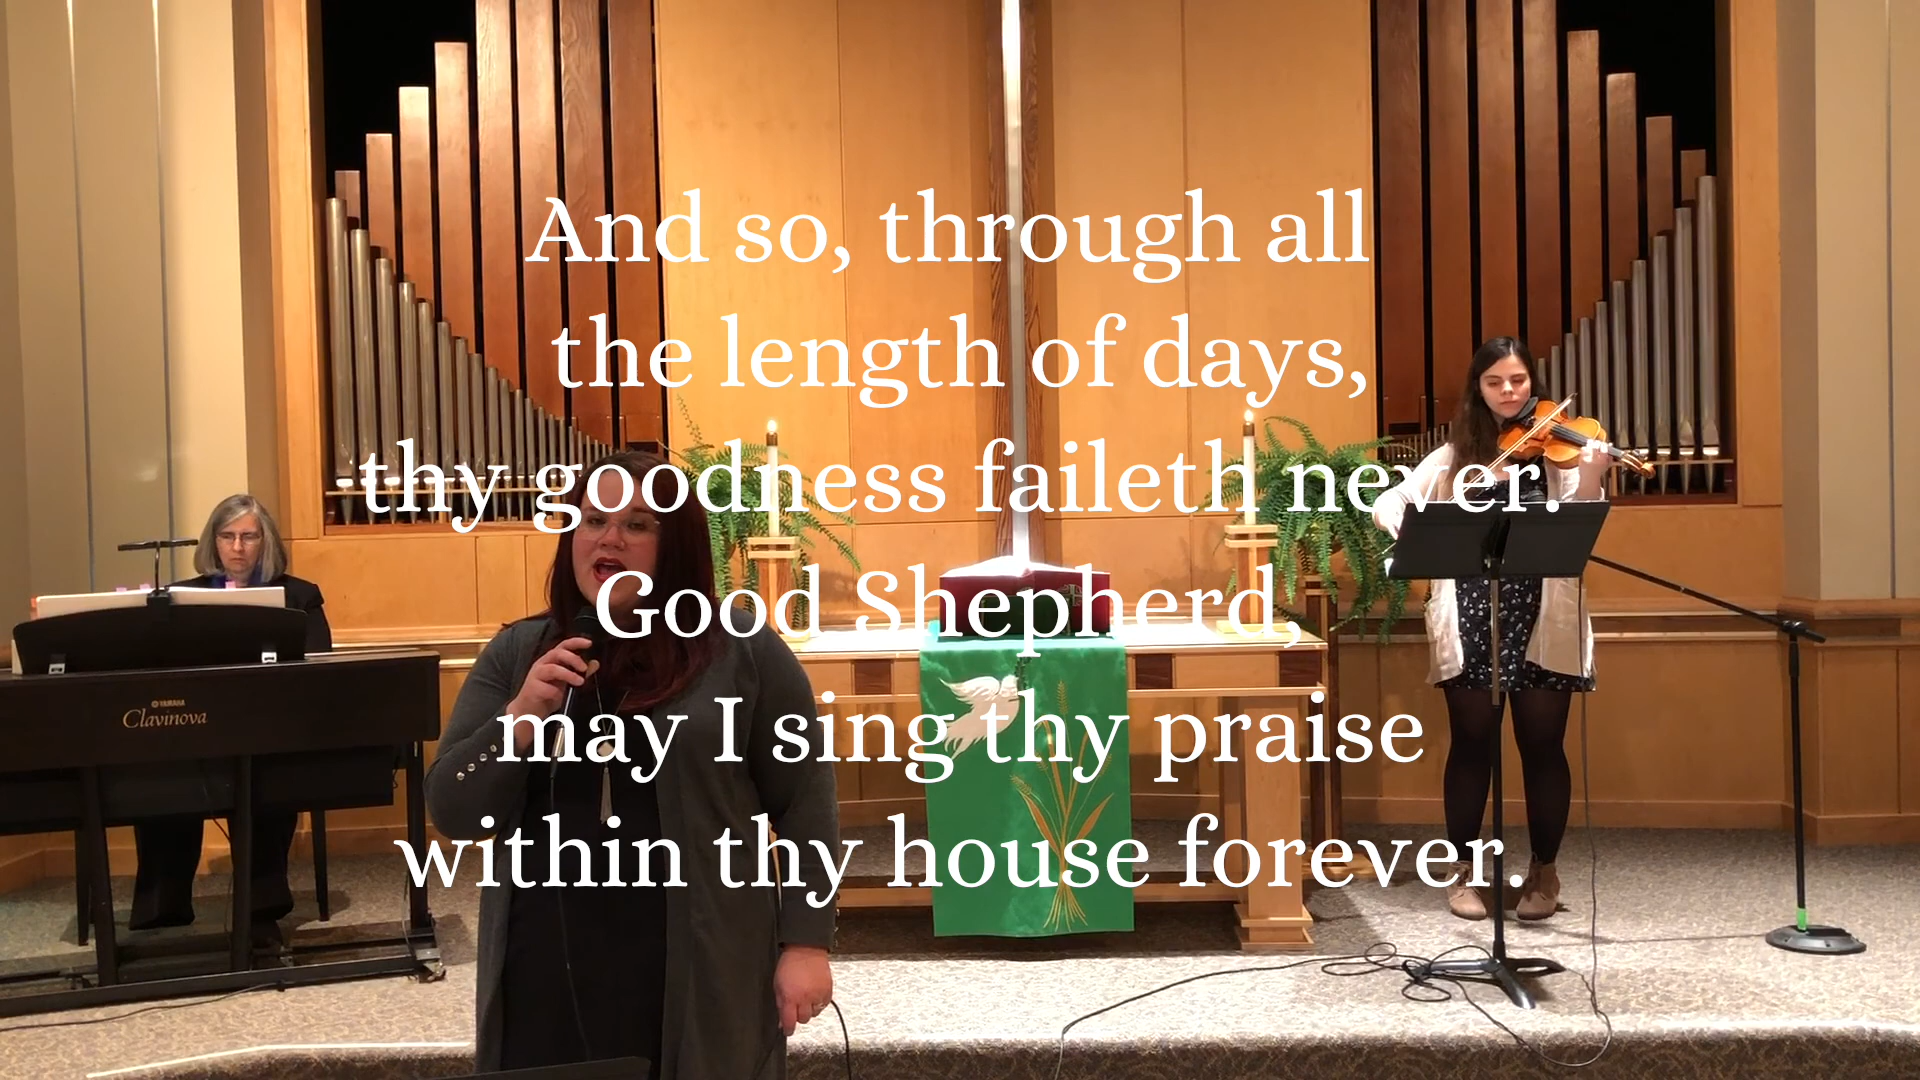 And so, through all
the length of days,
thy goodness faileth never.
Good Shepherd,
may I sing thy praise
within thy house forever.
YAMAHA
Clavinova